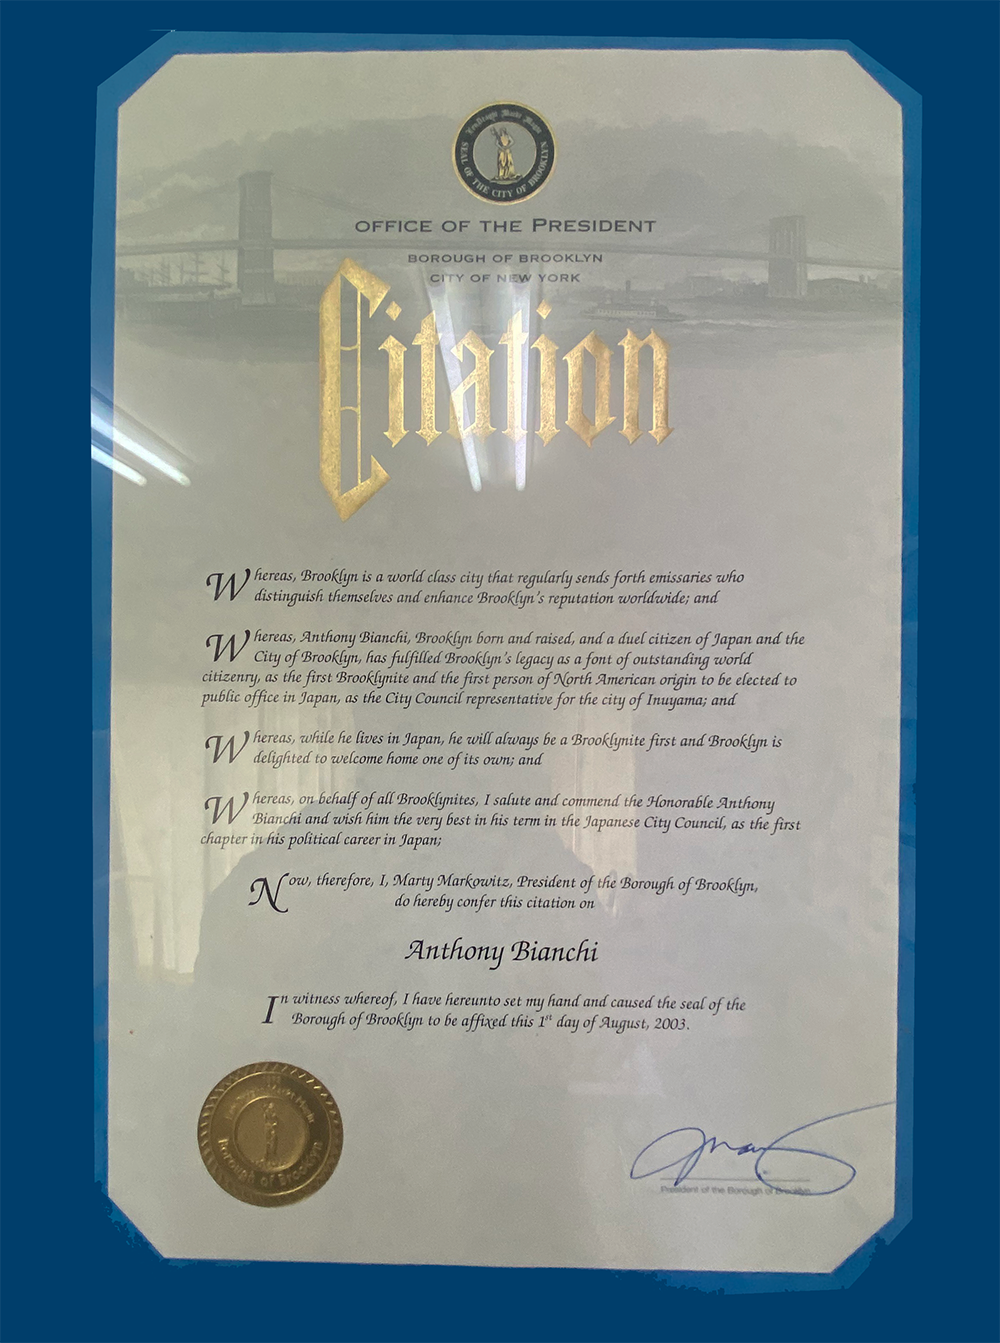 SEAL OF THE CITY OF BROOKLYN
OFFICE OF THE PRESIDENT
BOROUGH OF BROOKLYN
CITY OF NEW YORK
Citation
Whereas, Brooklyn is a world class city that regularly sends forth emissaries who
distinguish themselves and enhance Brooklyn's reputation worldwide; and
Whereas, Anthony Bianchi, Brooklyn born and raised, and a duel citizen of Japan and the
City of Brooklyn, has fulfilled Brooklyn's legacy as a font of outstanding world
citizenry, as the first Brooklynite and the first person of North American origin to be elected to
public office in Japan, as the City Council representative for the city of Inuyama; and
Whereas, while he lives in Japan, he will always be a Brooklynite first and Brooklyn is
delighted to welcome home one of its own; and
Whereas, on behalf of all Brooklynites, I salute and commend the Honorable Anthony
Bianchi and wish him the very best in his term in the Japanese City Council, as the first
chapter in his political career in Japan;
Now, therefore, I, Marty Markowitz, President of the Borough of Brooklyn,
do hereby confer this citation on
Anthony Bianchi
In witness whereof, I have hereunto set my hand and caused the seal of the
Borough of Brooklyn to be affixed this 1st day of August, 2003.
Borough of Brooklyn
President of the Borough of Brooklyn